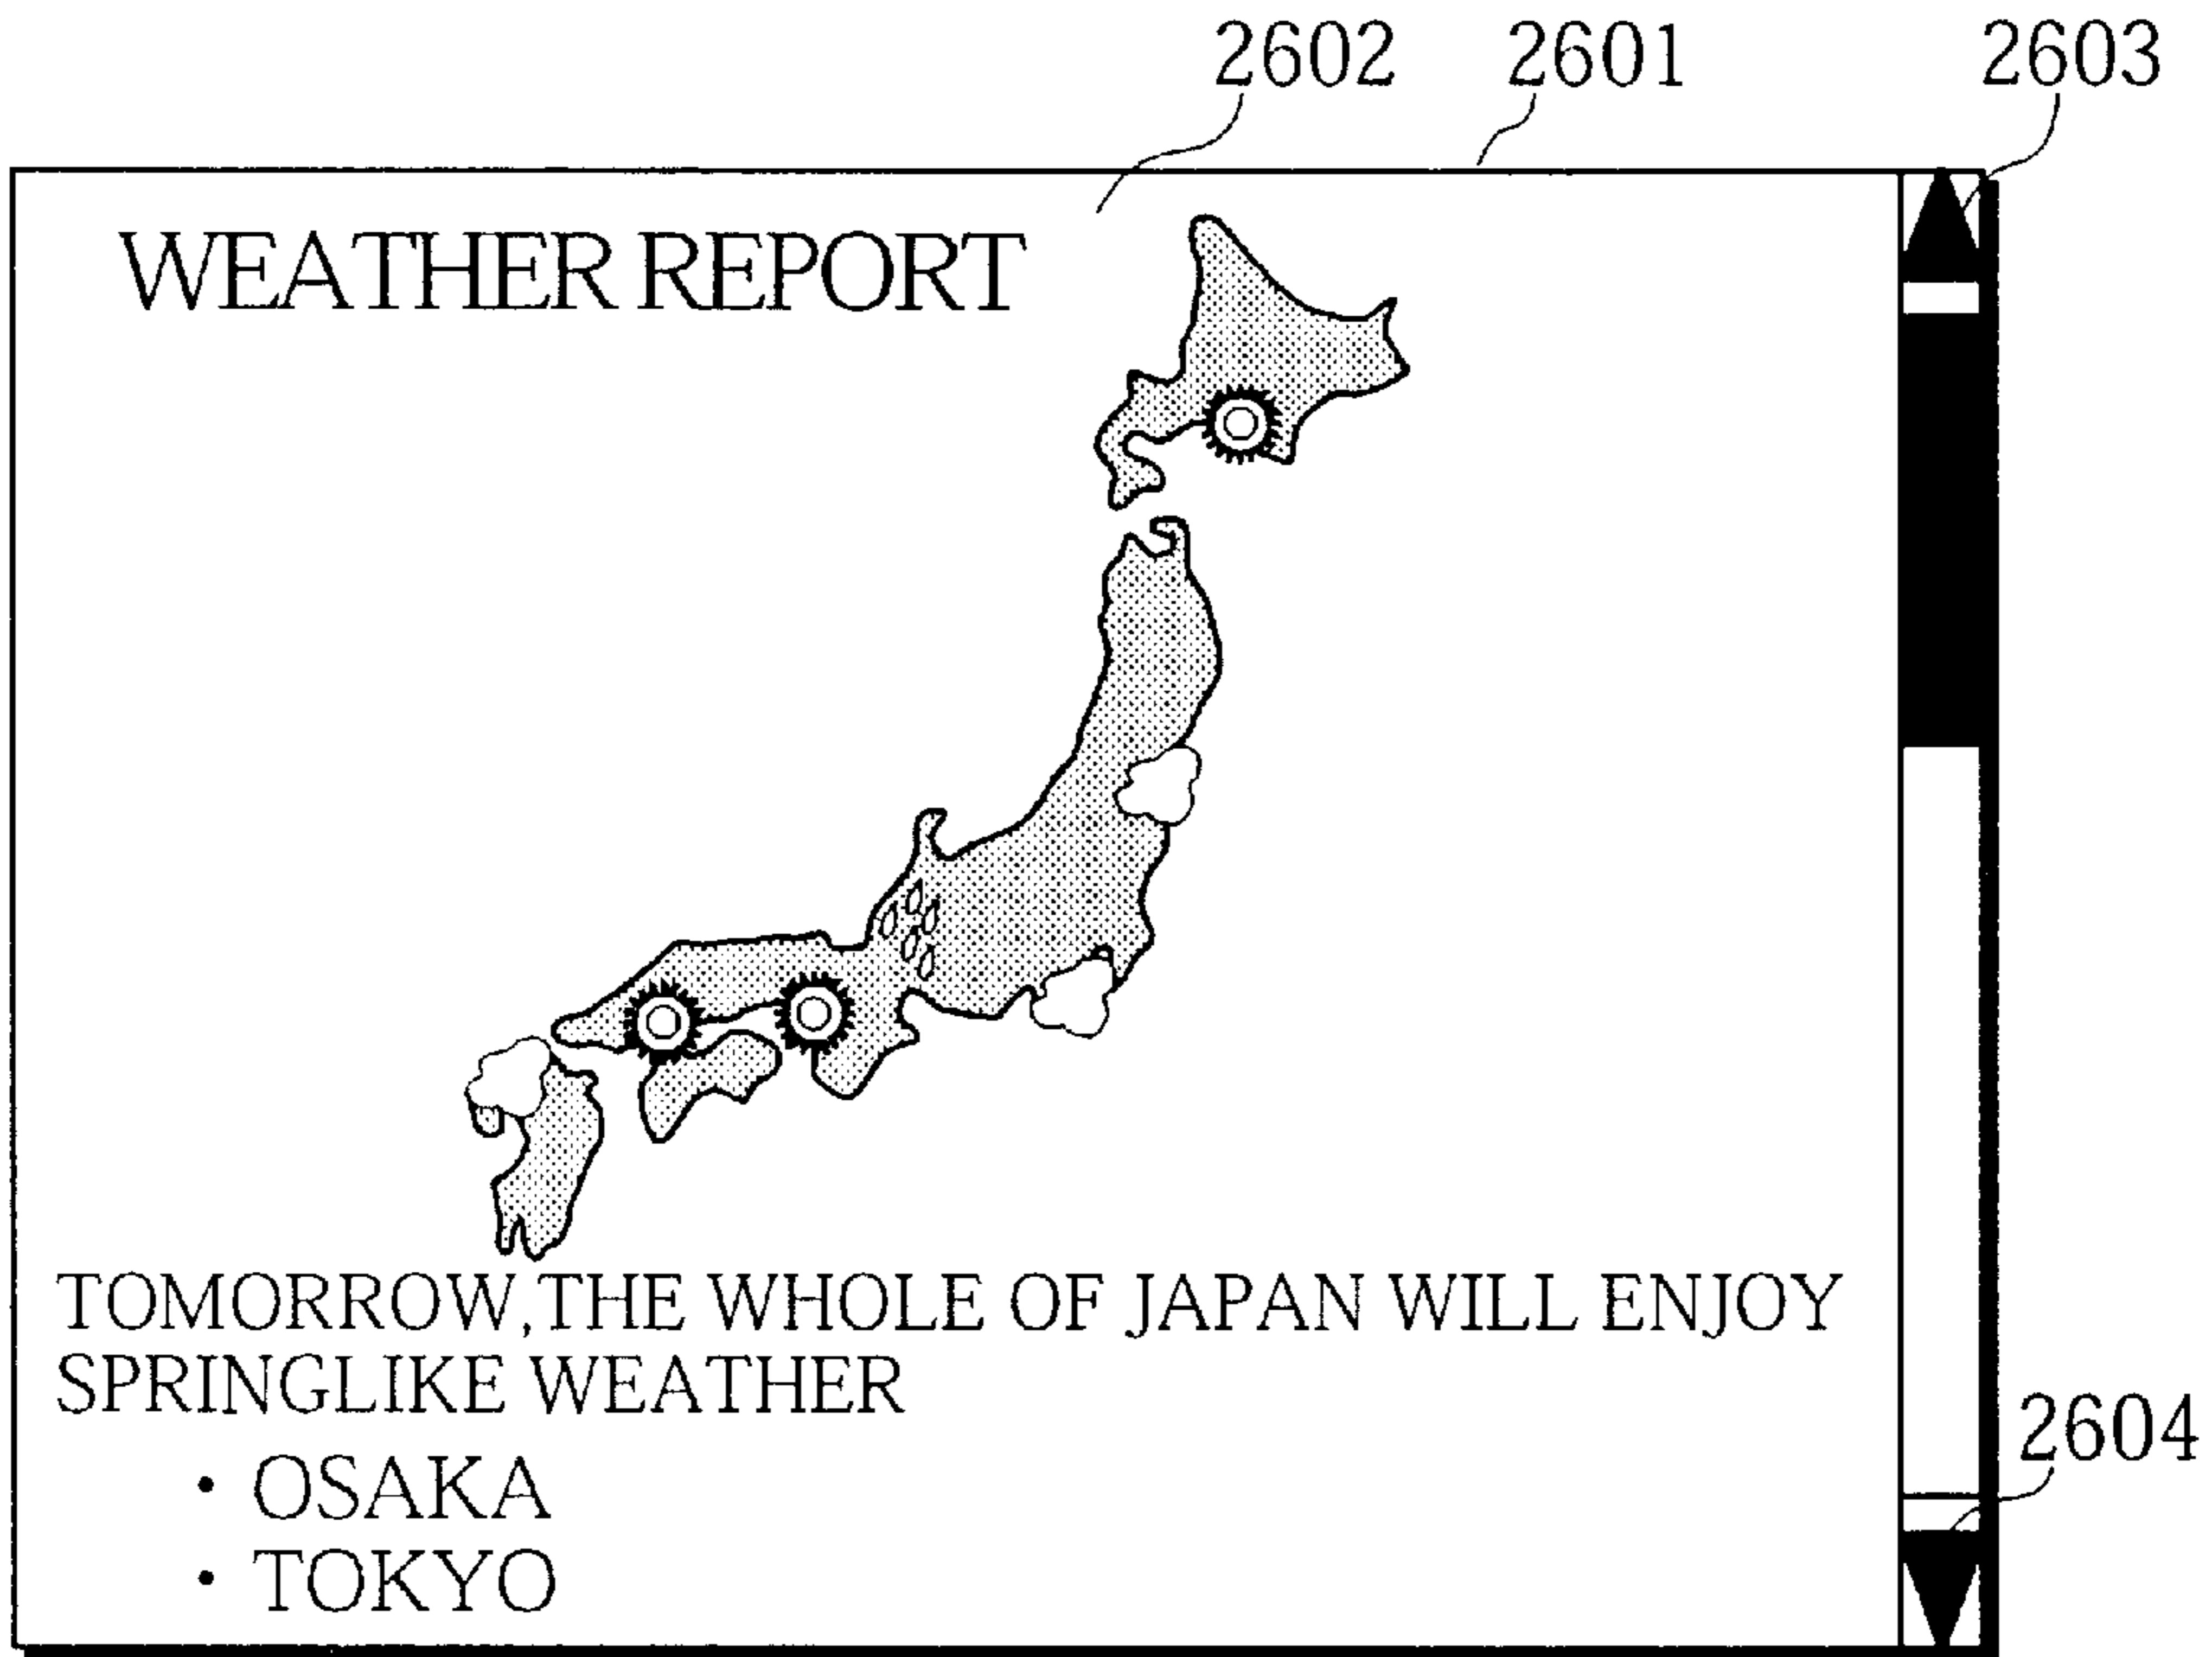 2602 2601 2603
WEATHER REPORT
TOMORROW,THE WHOLE OF JAPAN WILL ENJOY
SPRINGLIKE WEATHER
2604
・ OSAKA
・ TOKYO